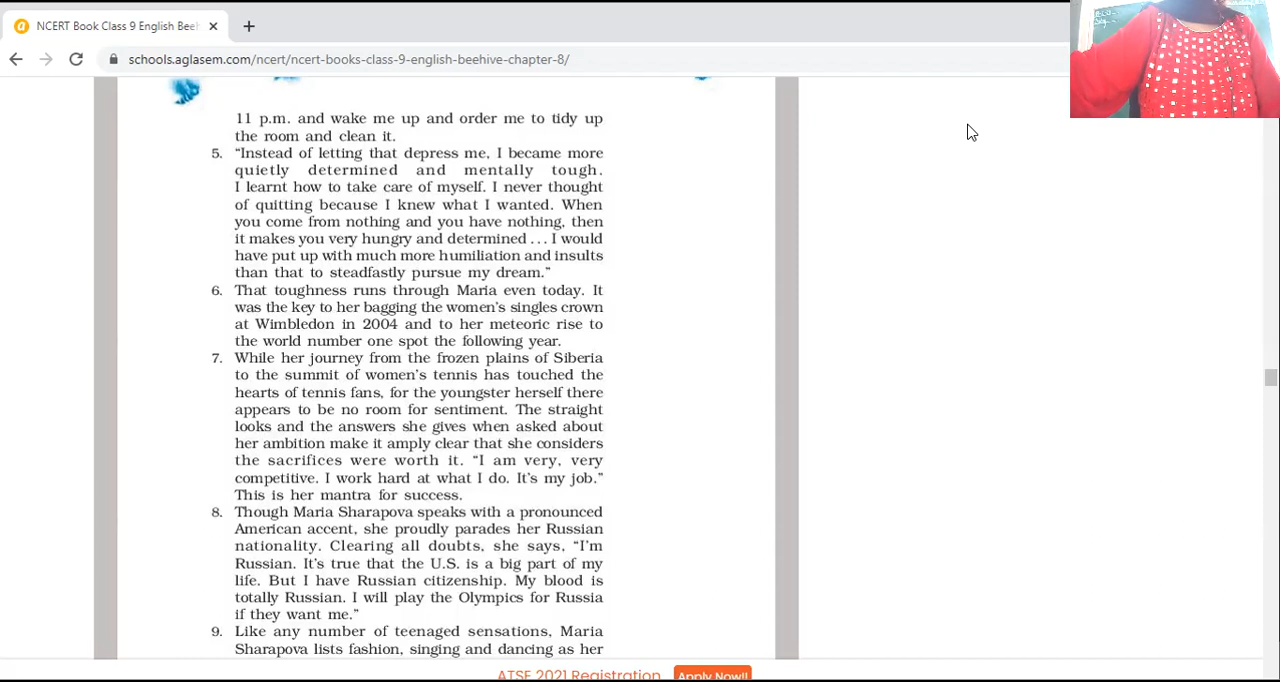 NCERT Book Class 9 English Beeh
schools.aglasem.com/ncert/ncert-books-class-9-english-beehive-chapter-8/
11 p.m. and wake me up and order me to tidy up
the room and clean it.
5. “Instead of letting that depress me, I became more
quietly determined and mentally tough.
I learnt how to take care of myself. I never thought
of quitting because I knew what I wanted. When
you come from nothing and you have nothing, then
it makes you very hungry and determined ... I would
have put up with much more humiliation and insults
than that to steadfastly pursue my dream.”
6. That toughness runs through Maria even today. It
was the key to her bagging the women’s singles crown
at Wimbledon in 2004 and to her meteoric rise to
the world number one spot the following year.
7. While her journey from the frozen plains of Siberia
to the summit of women’s tennis has touched the
hearts of tennis fans, for the youngster herself there
appears to be no room for sentiment. The straight
looks and the answers she gives when asked about
her ambition make it amply clear that she considers
the sacrifices were worth it. “I am very, very
competitive. I work hard at what I do. It’s my job.”
This is her mantra for success.
8. Though Maria Sharapova speaks with a pronounced
American accent, she proudly parades her Russian
nationality. Clearing all doubts, she says, “I’m
Russian. It’s true that the U.S. is a big part of my
life. But I have Russian citizenship. My blood is
totally Russian. I will play the Olympics for Russia
if they want me.”
9. Like any number of teenaged sensations, Maria
Sharapova lists fashion, singing and dancing as her
ATSE 2021 Registration Apply Now!!